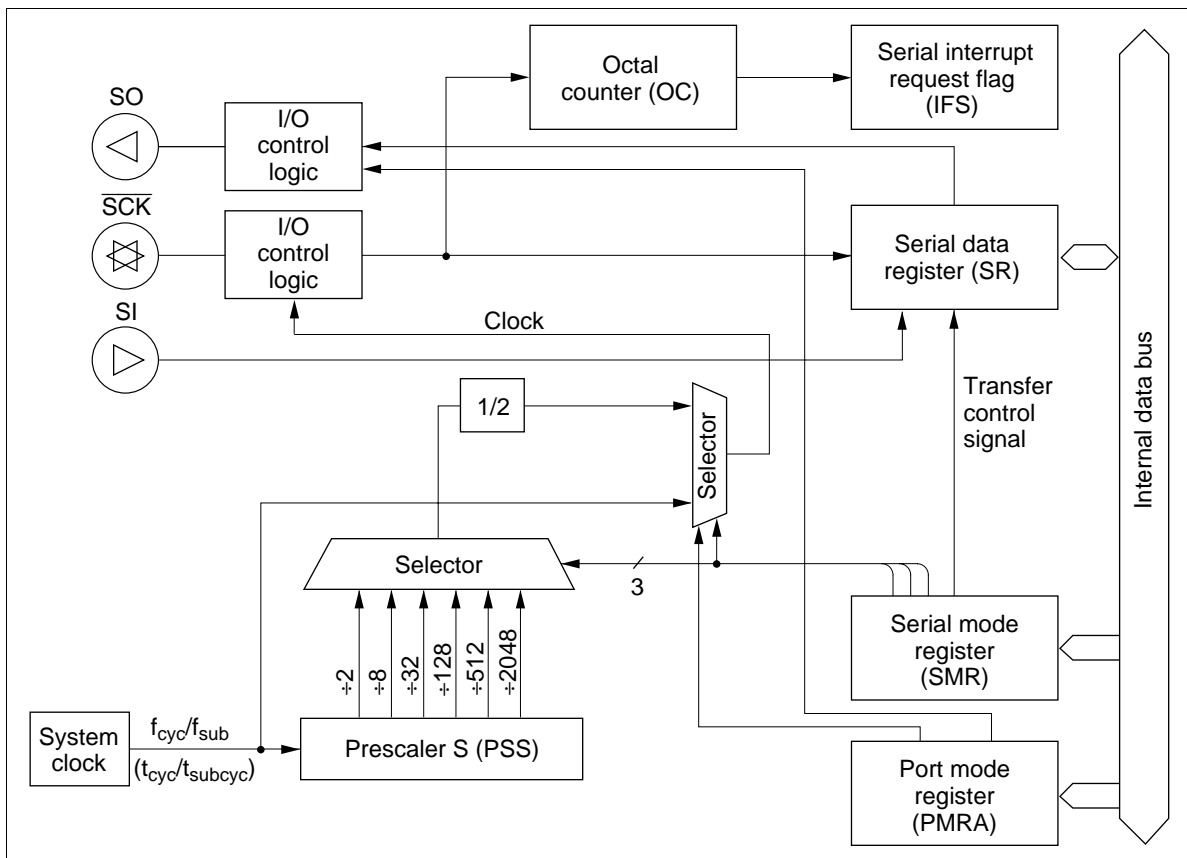 Octal
counter (OC)
Serial interrupt
request flag
(IFS)
SO
I/O
control
logic
SCK
I/O
control
logic
Serial data
register (SR)
SI
Clock
Internal data bus
1/2
Selector
Transfer
control
signal
Selector
3
÷2
÷8
÷32
÷128
÷512
÷2048
Serial mode
register
(SMR)
System
clock
fcyc/fsub
(tcyc/tsubcyc)
Prescaler S (PSS)
Port mode
register
(PMRA)